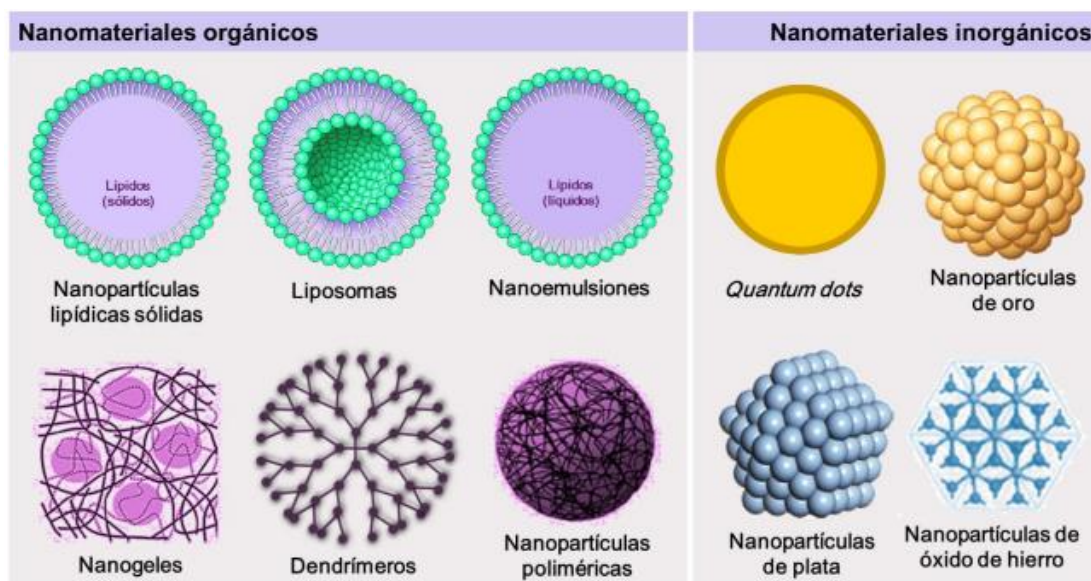 Nanomateriales orgánicos
Nanomateriales inorgánicos
Lípidos
(sólidos)
Lípidos
(líquidos)
Nanopartículas
lipídicas sólidas
Liposomas
Nanoemulsiones
Quantum dots
Nanopartículas
de oro
Nanogeles
Dendrímeros
Nanopartículas
poliméricas
Nanopartículas
de plata
Nanopartículas de
óxido de hierro